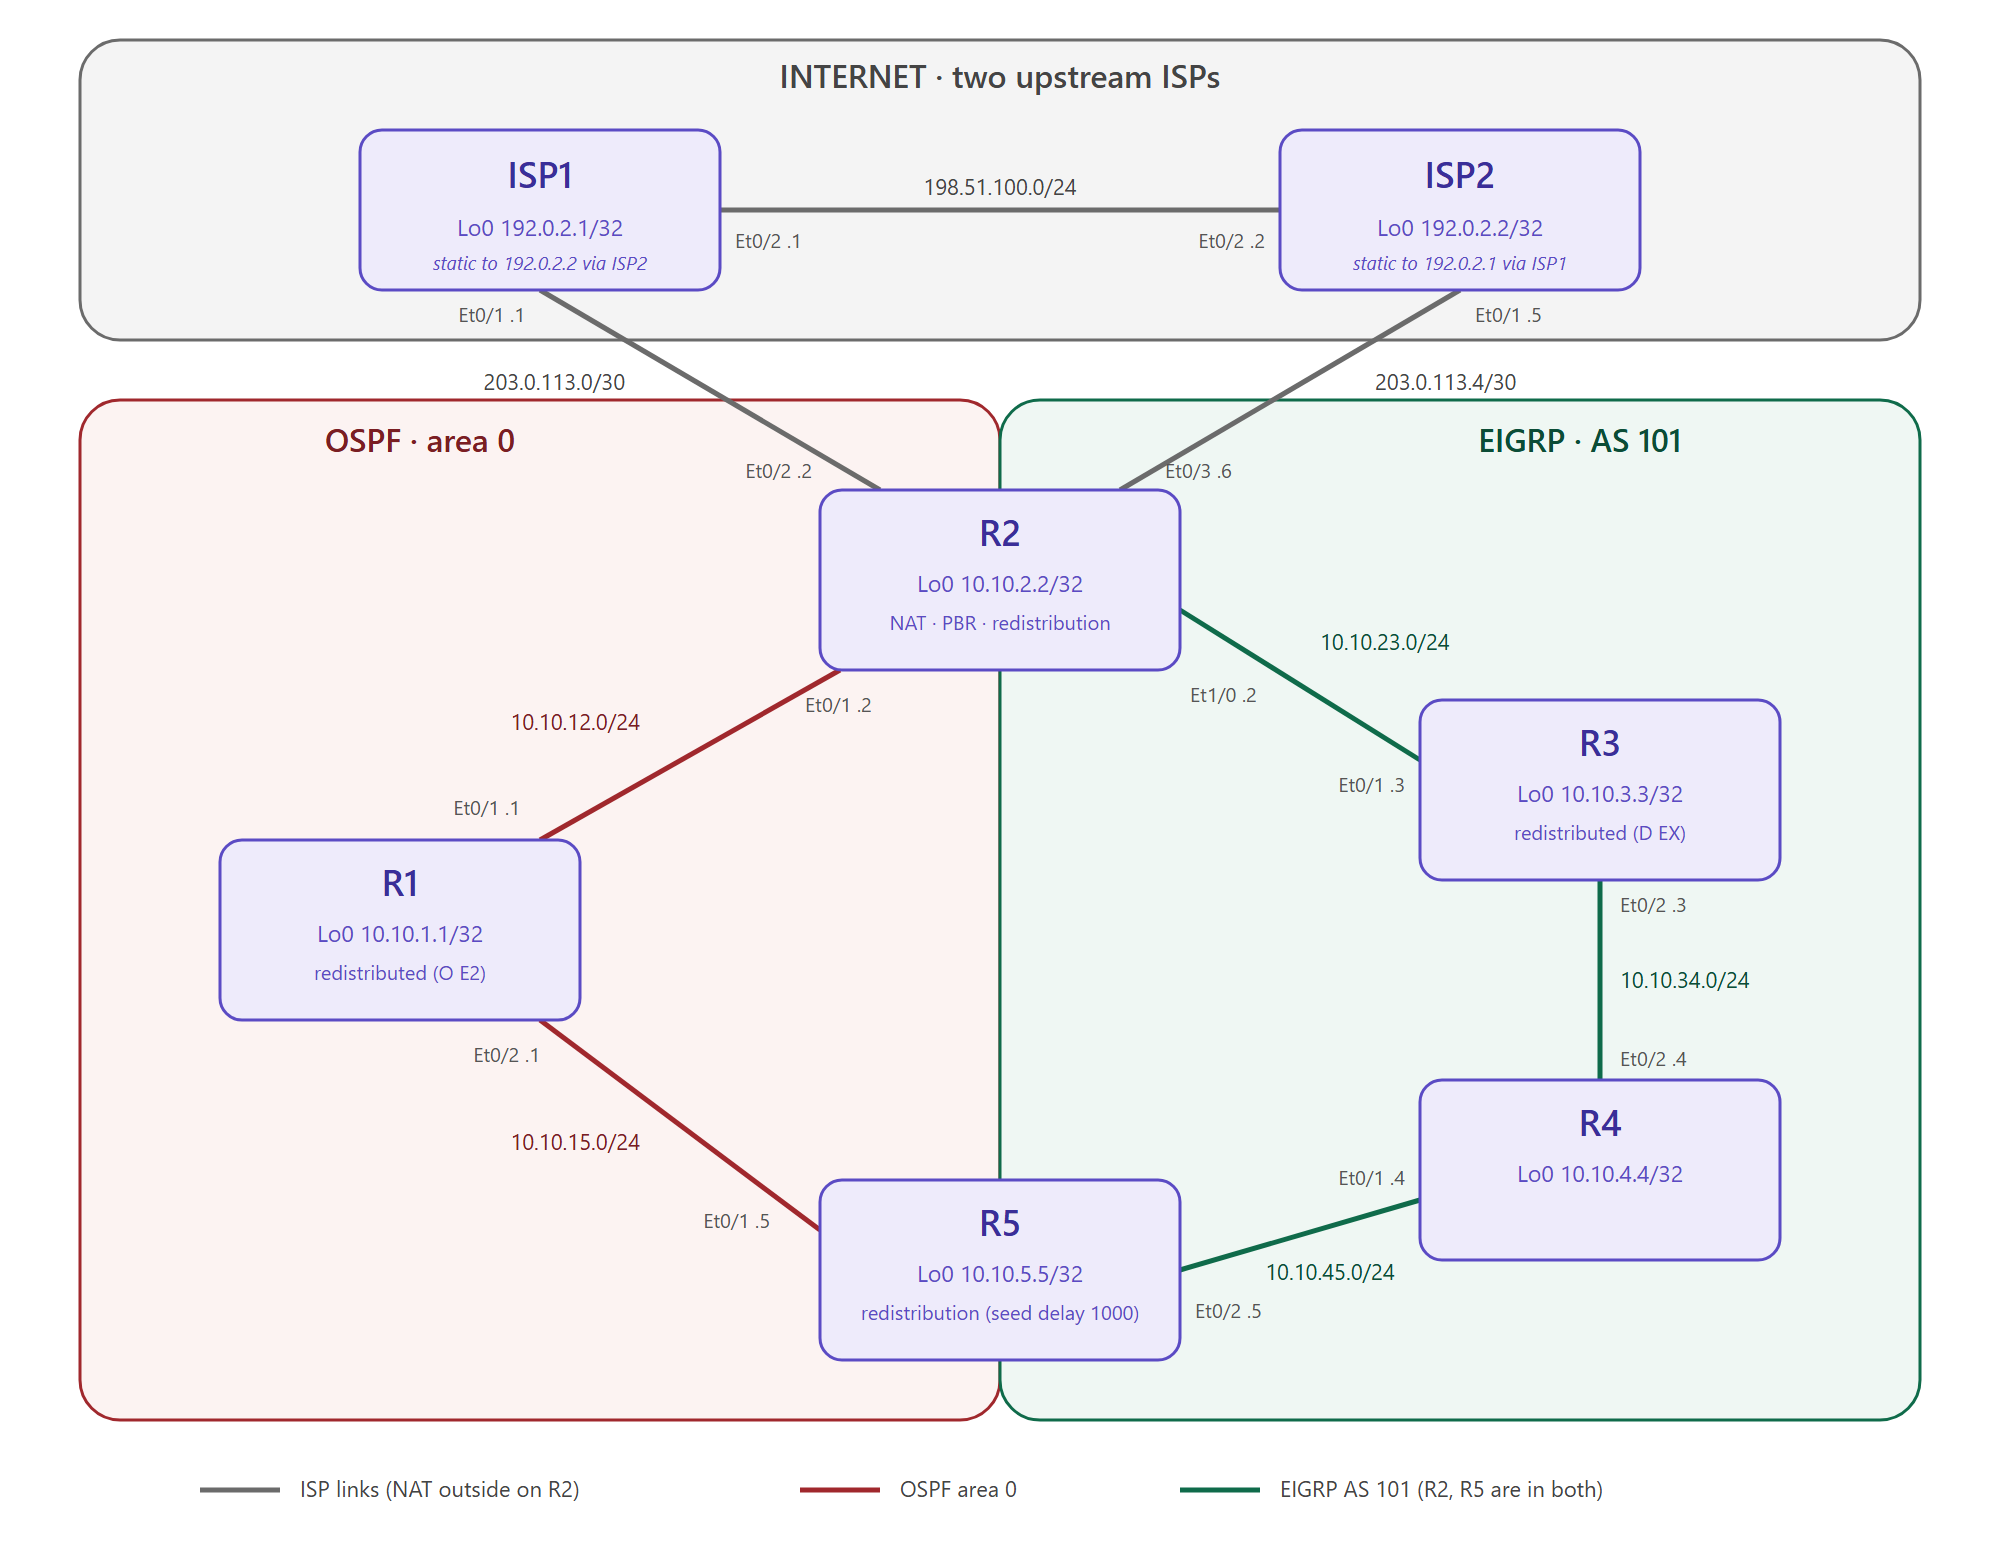 INTERNET · two upstream ISPs
ISP1
Lo0 192.0.2.1/32
static to 192.0.2.2 via ISP2
198.51.100.0/24
Et0/2 .1
Et0/2 .2
ISP2
Lo0 192.0.2.2/32
static to 192.0.2.1 via ISP1
Et0/1 .1
Et0/1 .5
203.0.113.0/30
203.0.113.4/30
OSPF · area 0
EIGRP · AS 101
Et0/2 .2
Et0/3 .6
R2
Lo0 10.10.2.2/32
NAT · PBR · redistribution
10.10.23.0/24
Et1/0 .2
Et0/1 .2
10.10.12.0/24
Et0/1 .3
Et0/1 .1
R3
Lo0 10.10.3.3/32
redistributed (D EX)
R1
Lo0 10.10.1.1/32
redistributed (O E2)
Et0/2 .3
10.10.34.0/24
Et0/2 .4
Et0/2 .1
10.10.15.0/24
R4
Lo0 10.10.4.4/32
Et0/1 .4
Et0/1 .5
R5
Lo0 10.10.5.5/32
redistribution (seed delay 1000)
10.10.45.0/24
Et0/2 .5
ISP links (NAT outside on R2)
OSPF area 0
EIGRP AS 101 (R2, R5 are in both)